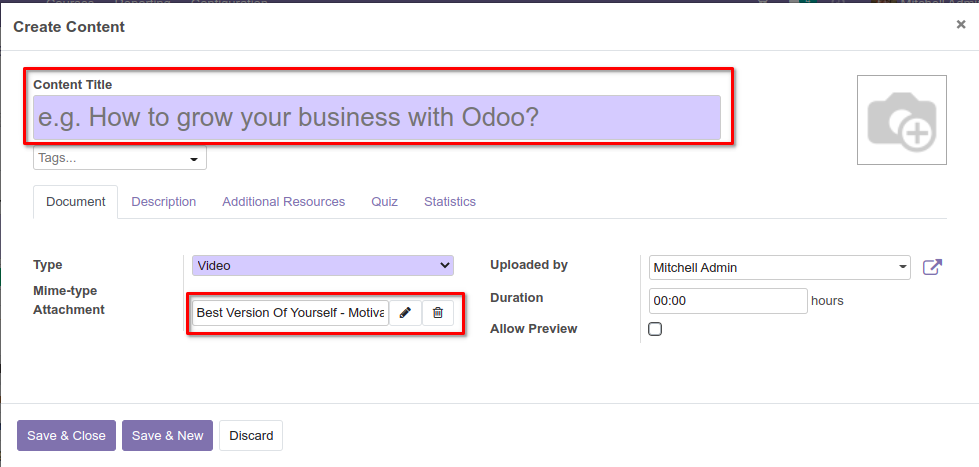 Create Content ×
Content Title
e.g. How to grow your business with Odoo?
Tags...
Document Description Additional Resources Quiz Statistics
Type Video Uploaded by Mitchell Admin
Mime-type
Attachment Best Version Of Yourself - Motiva Duration 00:00 hours
Allow Preview
Save & Close Save & New Discard